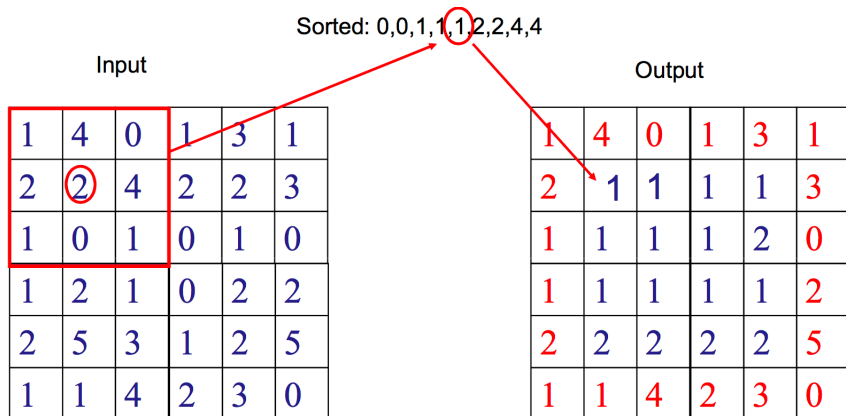 Sorted: 0,0,1,1,1,2,2,4,4
Input
Output
1 4 0 1 3 1
2 2 4 2 2 3
1 0 1 0 1 0
1 2 1 0 2 2
2 5 3 1 2 5
1 1 4 2 3 0
1 4 0 1 3 1
2 1 1 1 1 3
1 1 1 1 2 0
1 1 1 1 1 2
2 2 2 2 2 5
1 1 4 2 3 0